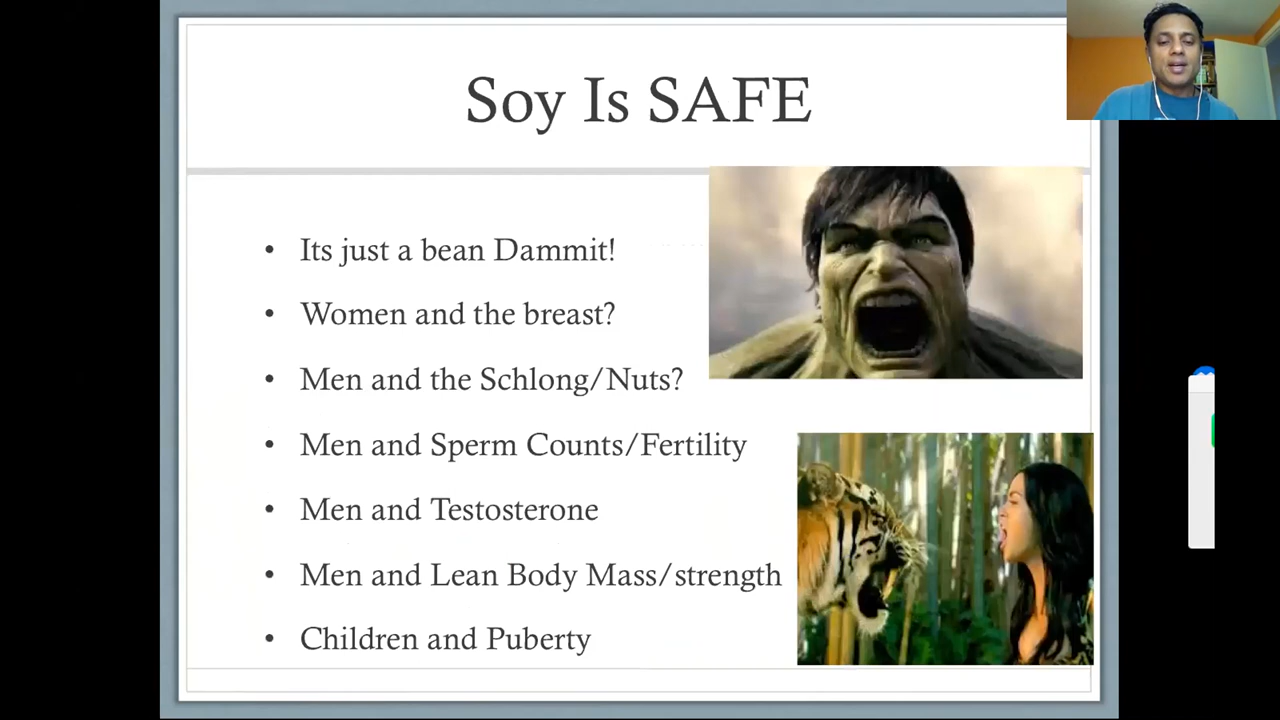 Soy Is SAFE
Its just a bean Dammit!
Women and the breast?
Men and the Schlong/Nuts?
Men and Sperm Counts/Fertility
Men and Testosterone
Men and Lean Body Mass/strength
Children and Puberty